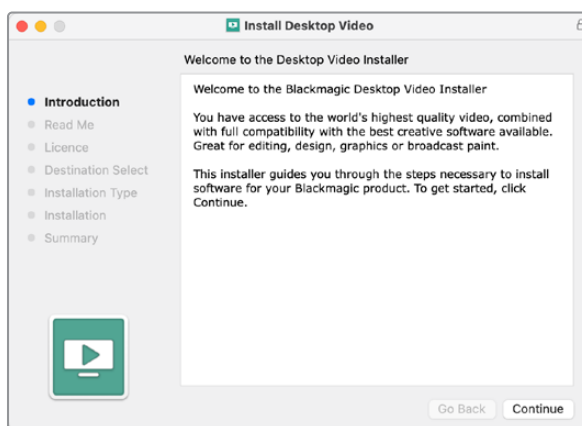 Install Desktop Video
Welcome to the Desktop Video Installer
Introduction
Read Me
Licence
Destination Select
Installation Type
Installation
Summary
Welcome to the Blackmagic Desktop Video Installer
You have access to the world's highest quality video, combined
with full compatibility with the best creative software available.
Great for editing, design, graphics or broadcast paint.
This installer guides you through the steps necessary to install
software for your Blackmagic product. To get started, click
Continue.
Go Back
Continue